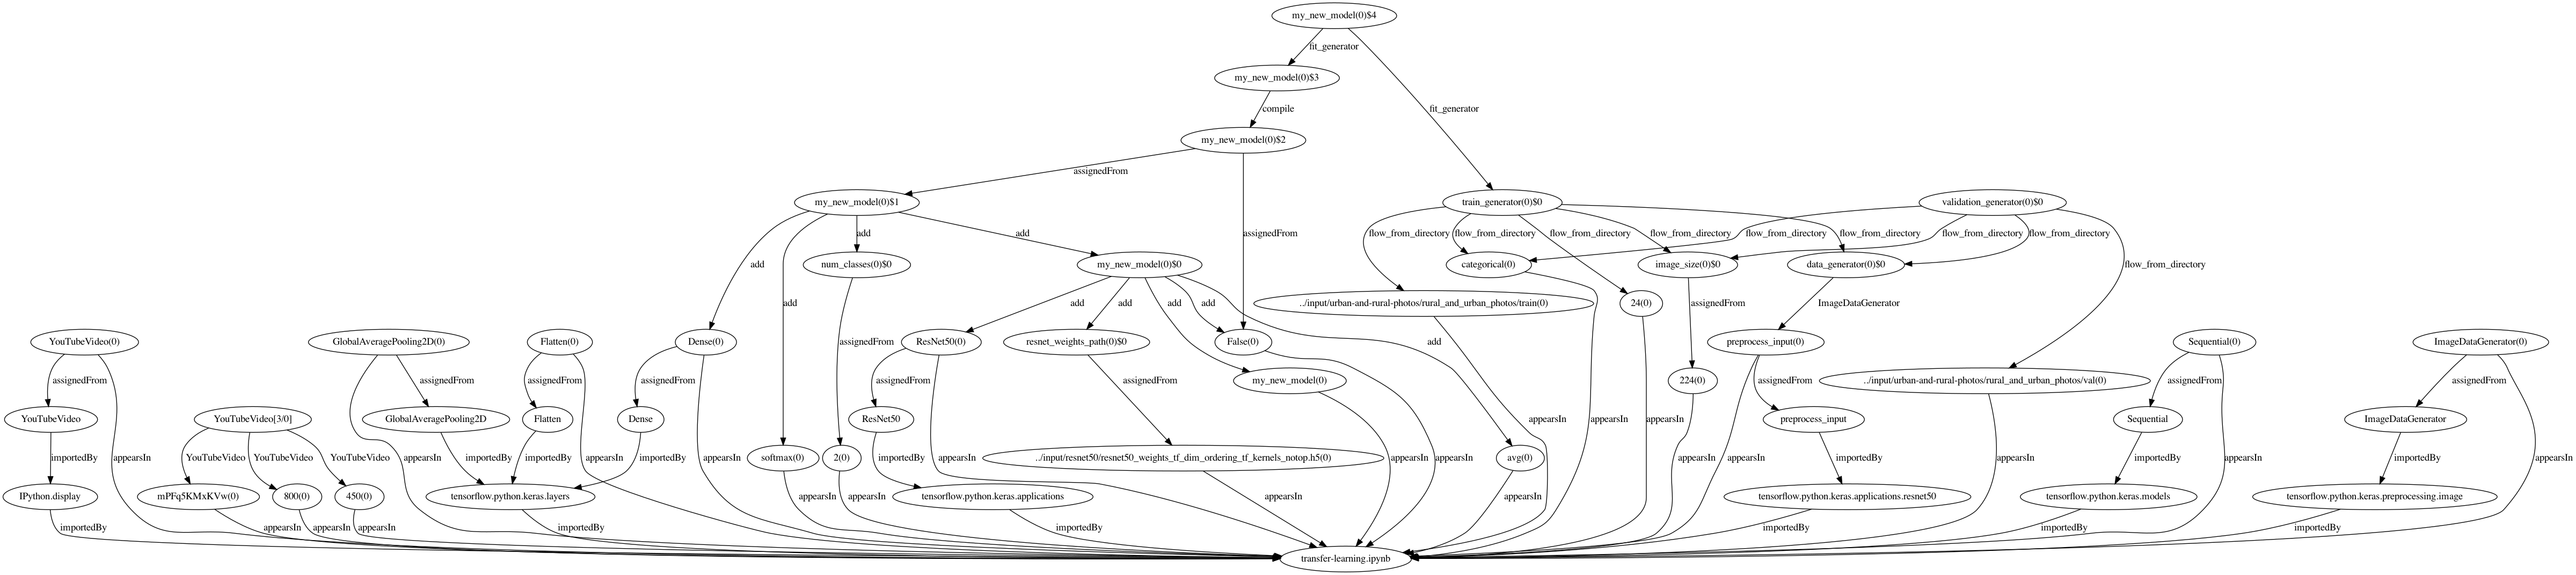 my_new_model(0)$4
fit_generator
my_new_model(0)$3
compile
fit_generator
my_new_model(0)$2
assignedFrom
my_new_model(0)$1
train_generator(0)$0
validation_generator(0)$0
add
add
assignedFrom
flow_from_directory
flow_from_directory
flow_from_directory
flow_from_directory
flow_from_directory
flow_from_directory
flow_from_directory
flow_from_directory
add
num_classes(0)$0
my_new_model(0)$0
categorical(0)
image_size(0)$0
data_generator(0)$0
flow_from_directory
add
add
add
add
add
../input/urban-and-rural-photos/rural_and_urban_photos/train(0)
24(0)
assignedFrom
ImageDataGenerator
YouTubeVideo(0)
GlobalAveragePooling2D(0)
Flatten(0)
Dense(0)
assignedFrom
ResNet50(0)
resnet_weights_path(0)$0
False(0)
add
preprocess_input(0)
Sequential(0)
ImageDataGenerator(0)
assignedFrom
assignedFrom
assignedFrom
assignedFrom
assignedFrom
assignedFrom
my_new_model(0)
224(0)
assignedFrom
../input/urban-and-rural-photos/rural_and_urban_photos/val(0)
assignedFrom
assignedFrom
YouTubeVideo
YouTubeVideo[3/0]
GlobalAveragePooling2D
Flatten
Dense
ResNet50
appearsIn
appearsIn
appearsIn
preprocess_input
Sequential
ImageDataGenerator
importedBy
appearsIn
YouTubeVideo
YouTubeVideo
YouTubeVideo
appearsIn
importedBy
importedBy
appearsIn
importedBy
appearsIn
softmax(0)
2(0)
importedBy
appearsIn
../input/resnet50/resnet50_weights_tf_dim_ordering_tf_kernels_notop.h5(0)
appearsIn
appearsIn
avg(0)
appearsIn
appearsIn
importedBy
appearsIn
importedBy
appearsIn
importedBy
appearsIn
IPython.display
mPFq5KMxKVw(0)
800(0)
450(0)
tensorflow.python.keras.layers
appearsIn
appearsIn
tensorflow.python.keras.applications
appearsIn
appearsIn
tensorflow.python.keras.applications.resnet50
tensorflow.python.keras.models
tensorflow.python.keras.preprocessing.image
importedBy
appearsIn
appearsIn
appearsIn
importedBy
importedBy
importedBy
importedBy
importedBy
transfer-learning.ipynb